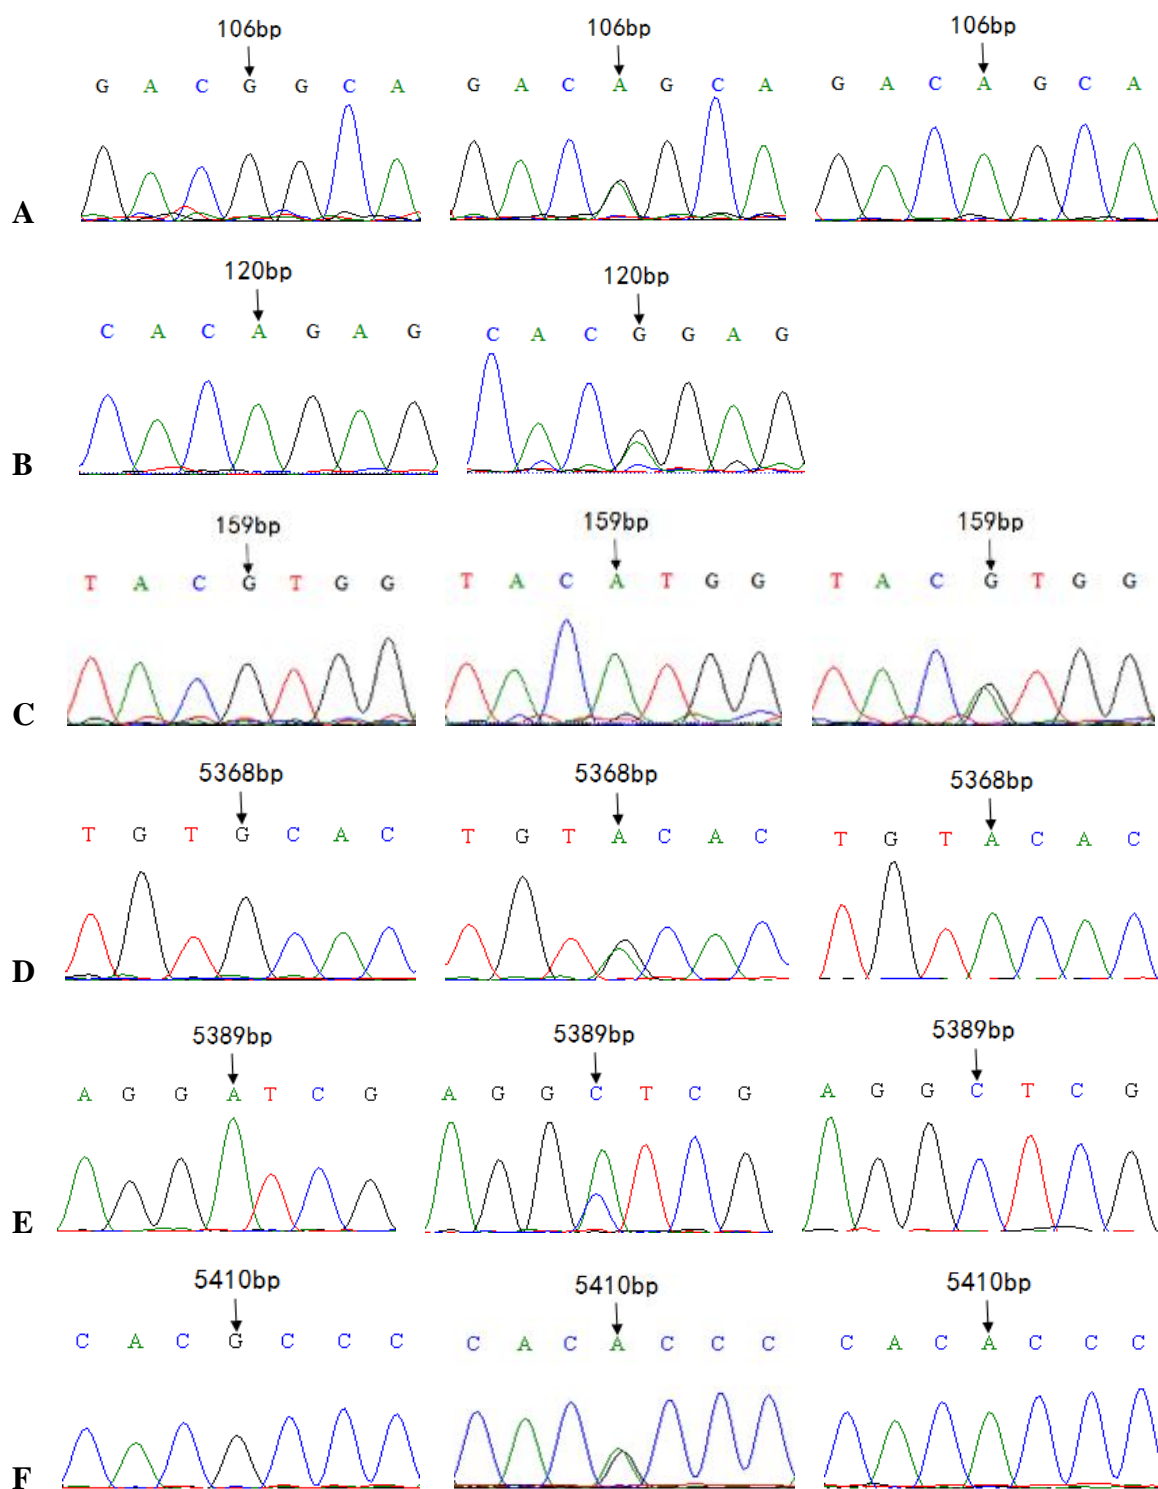 106bp 106bp 106bp
G A C G G C A G A C A G C A G A C A G C A
A
120bp 120bp
C A C A G A G C A C G G A G
B
159bp 159bp 159bp
T A C G T G G T A C A T G G T A C G T G G
C
5368bp 5368bp 5368bp
T G T G C A C T G T A C A C T G T A C A C
D
5389bp 5389bp 5389bp
A G G A T C G A G G C T C G A G G C T C G
E
5410bp 5410bp 5410bp
C A C G C C C C A C A C C C C A C A C C C
F